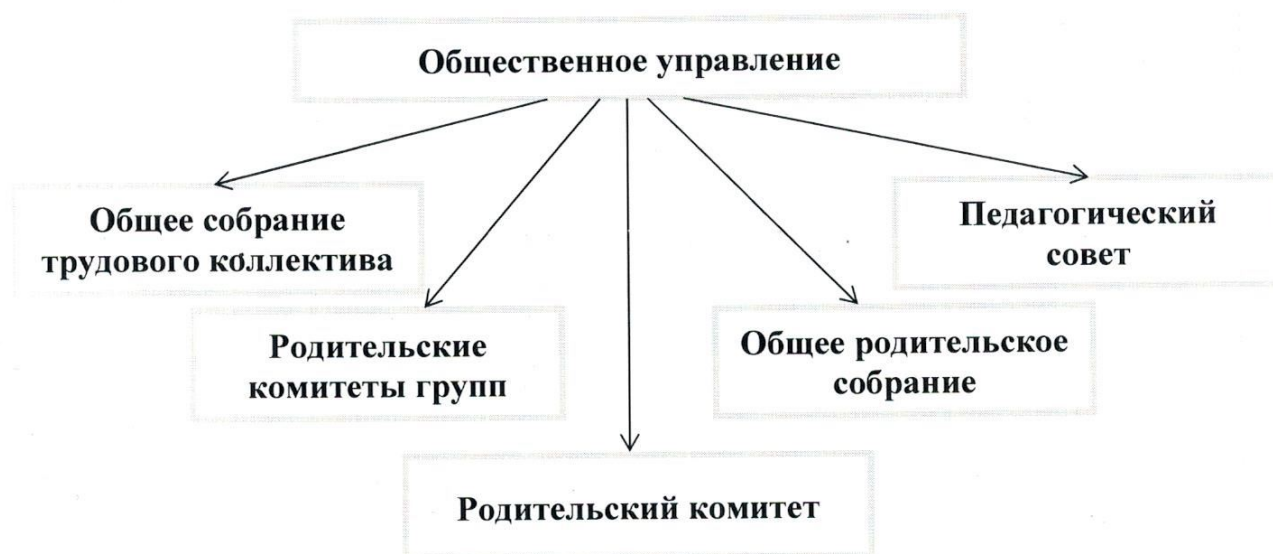 Общественное управление
Общее собрание
трудового коллектива
Педагогический
совет
Родительские
комитеты групп
Общее родительское
собрание
Родительский комитет